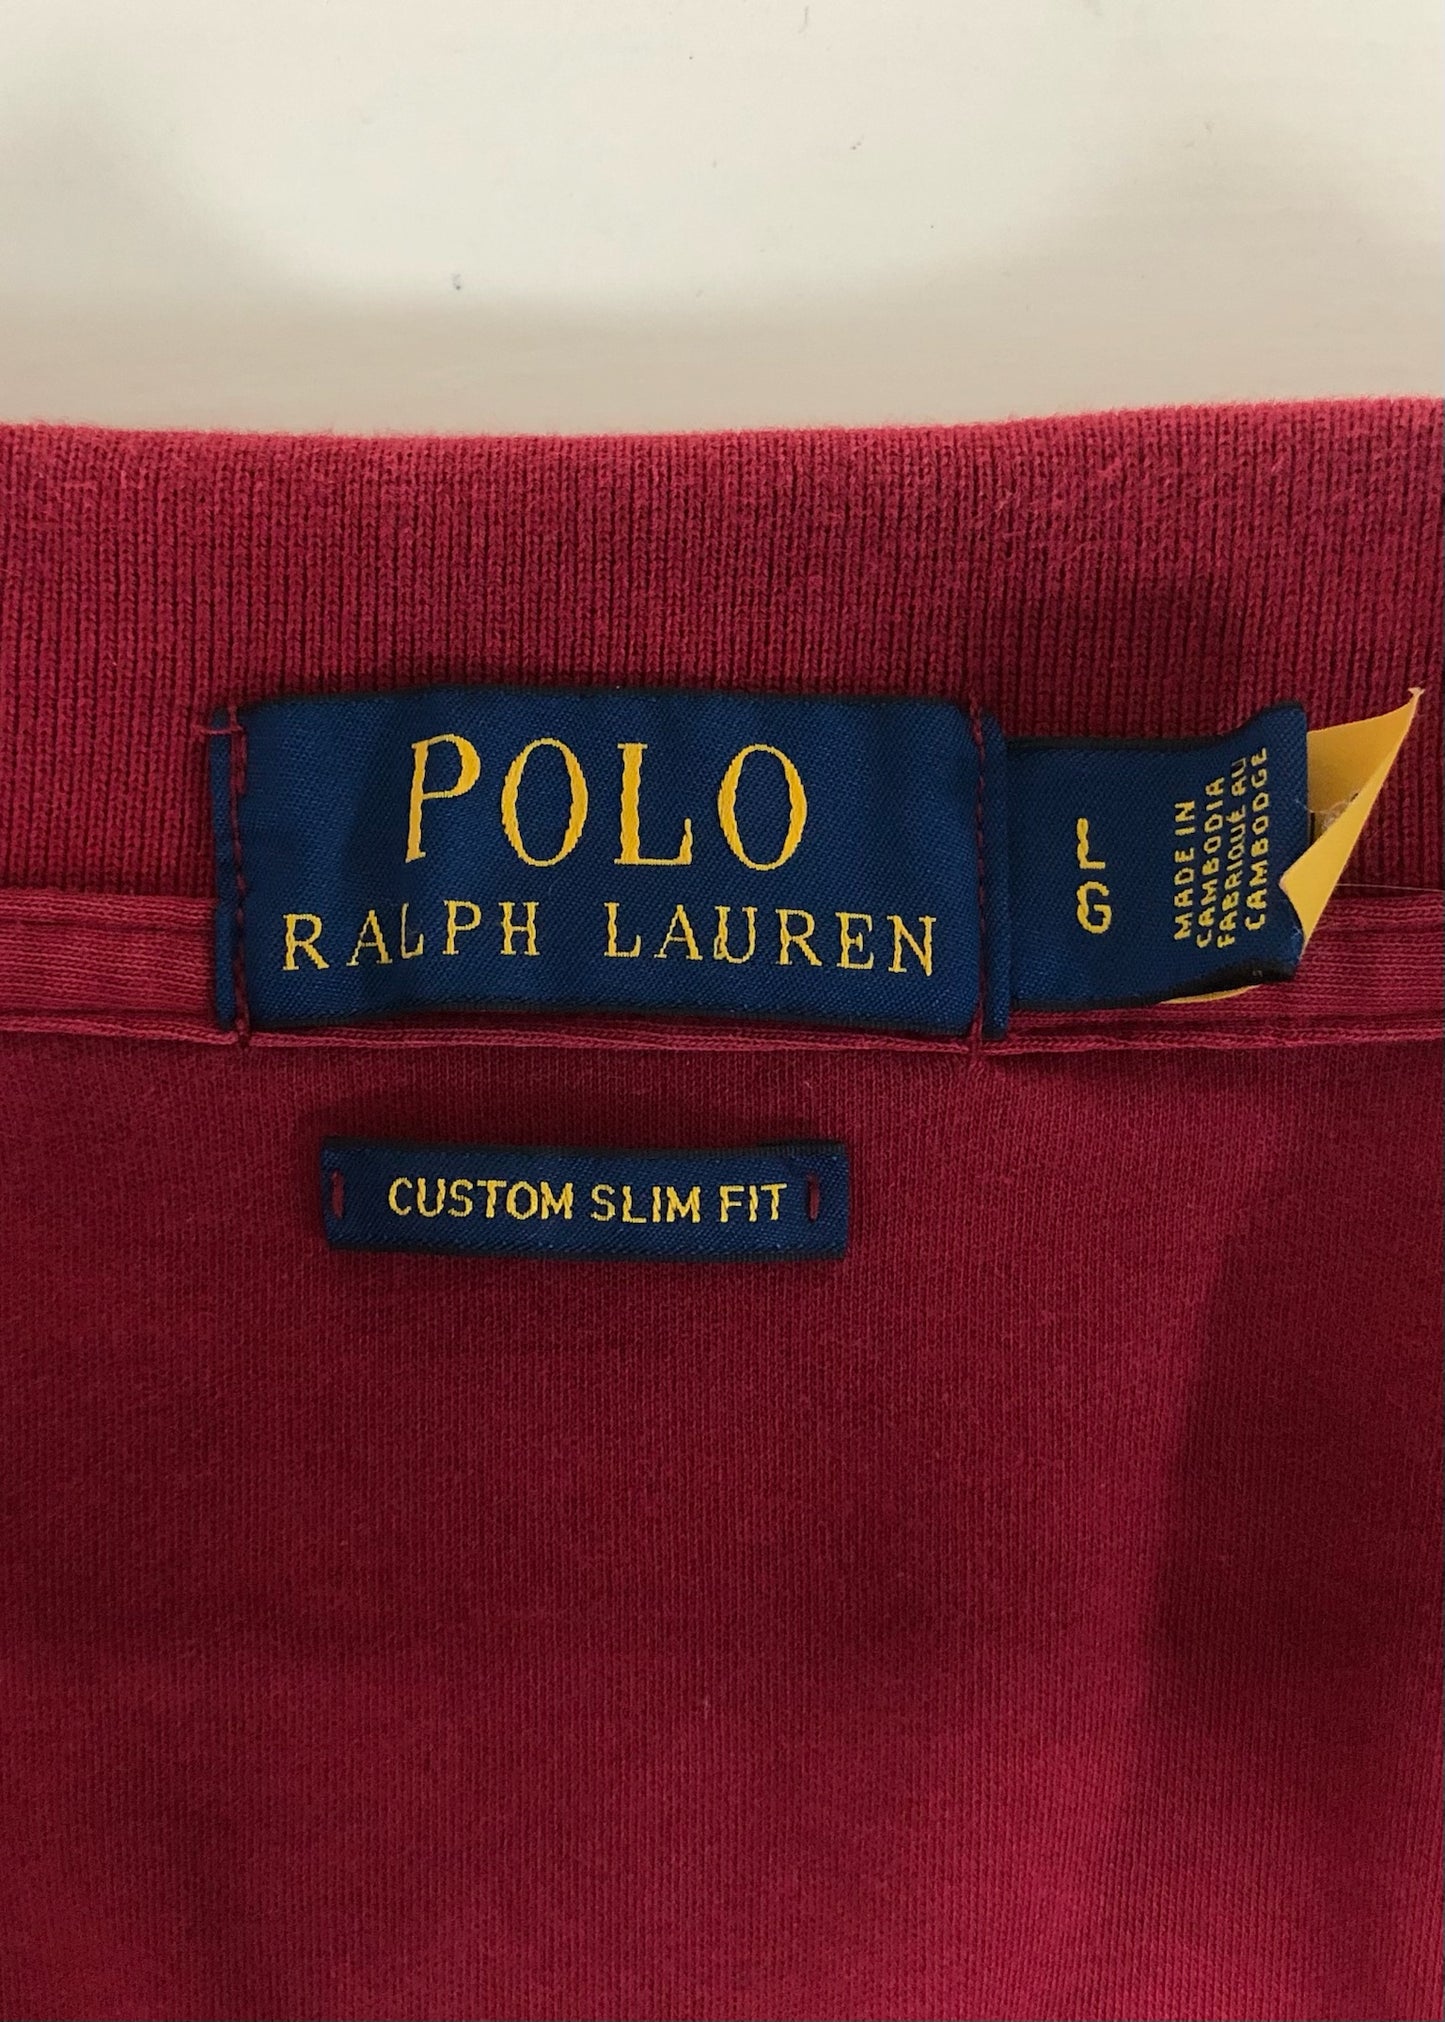 POLO
RALPH LAUREN
L
G
MADE IN
CAMBODIA
FABRIQUÉ AU
CAMBODGE
CUSTOM SLIM FIT